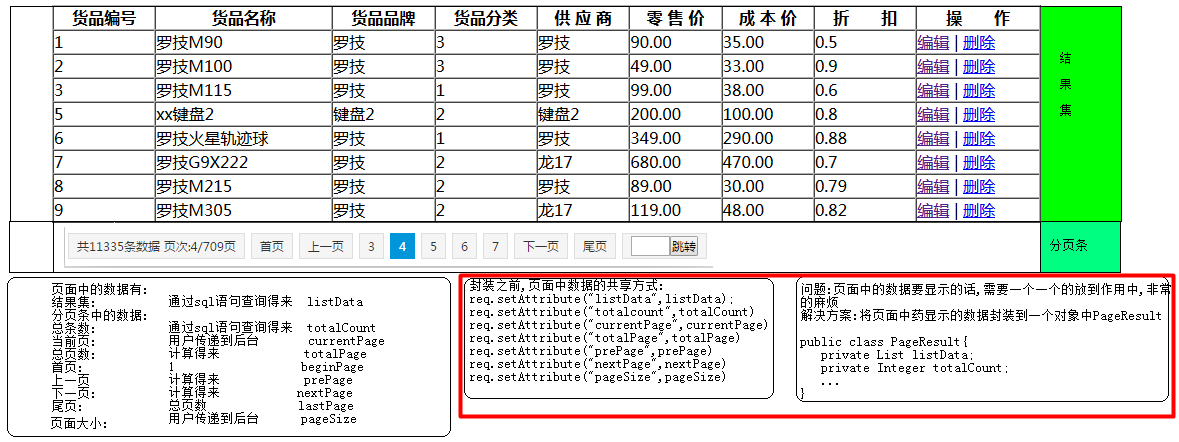 货品编号 货品名称 货品品牌 货品分类 供 应 商 零 售 价 成 本 价 折 扣 操 作
1 罗技M90 罗技 3 罗技 90.00 35.00 0.5 编辑 | 删除
2 罗技M100 罗技 3 罗技 49.00 33.00 0.9 编辑 | 删除
3 罗技M115 罗技 1 罗技 99.00 38.00 0.6 编辑 | 删除
5 xx键盘2 键盘2 2 键盘2 200.00 100.00 0.8 编辑 | 删除
6 罗技火星轨迹球 罗技 1 罗技 349.00 290.00 0.88 编辑 | 删除
7 罗技G9X222 罗技 2 龙17 680.00 470.00 0.7 编辑 | 删除
8 罗技M215 罗技 2 罗技 89.00 30.00 0.79 编辑 | 删除
9 罗技M305 罗技 2 龙17 119.00 48.00 0.82 编辑 | 删除
结
果
集
共11335条数据 页次:4/709页 首页 上一页 3 4 5 6 7 下一页 尾页 跳转
分页条
页面中的数据有:
结果集: 通过sql语句查询得来 listData
分页条中的数据:
总条数: 通过sql语句查询得来 totalCount
当前页: 用户传递到后台 currentPage
总页数: 计算得来 totalPage
首页: 1 beginPage
上一页 计算得来 prePage
下一页: 计算得来 nextPage
尾页: 总页数 lastPage
页面大小: 用户传递到后台 pageSize
封装之前,页面中数据的共享方式:
req.setAttribute("listData",listData);
req.setAttribute("totalcount",totalCount)
req.setAttribute("currentPage",currentPage)
req.setAttribute("totalPage",totalPage)
req.setAttribute("prePage",prePage)
req.setAttribute("nextPage",nextPage)
req.setAttribute("pageSize",pageSize)
问题:页面中的数据要显示的话,需要一个一个的放到作用中,非常
的麻烦
解决方案:将页面中药显示的数据封装到一个对象中PageResult
public class PageResult{
private List listData;
private Integer totalCount;
...
}